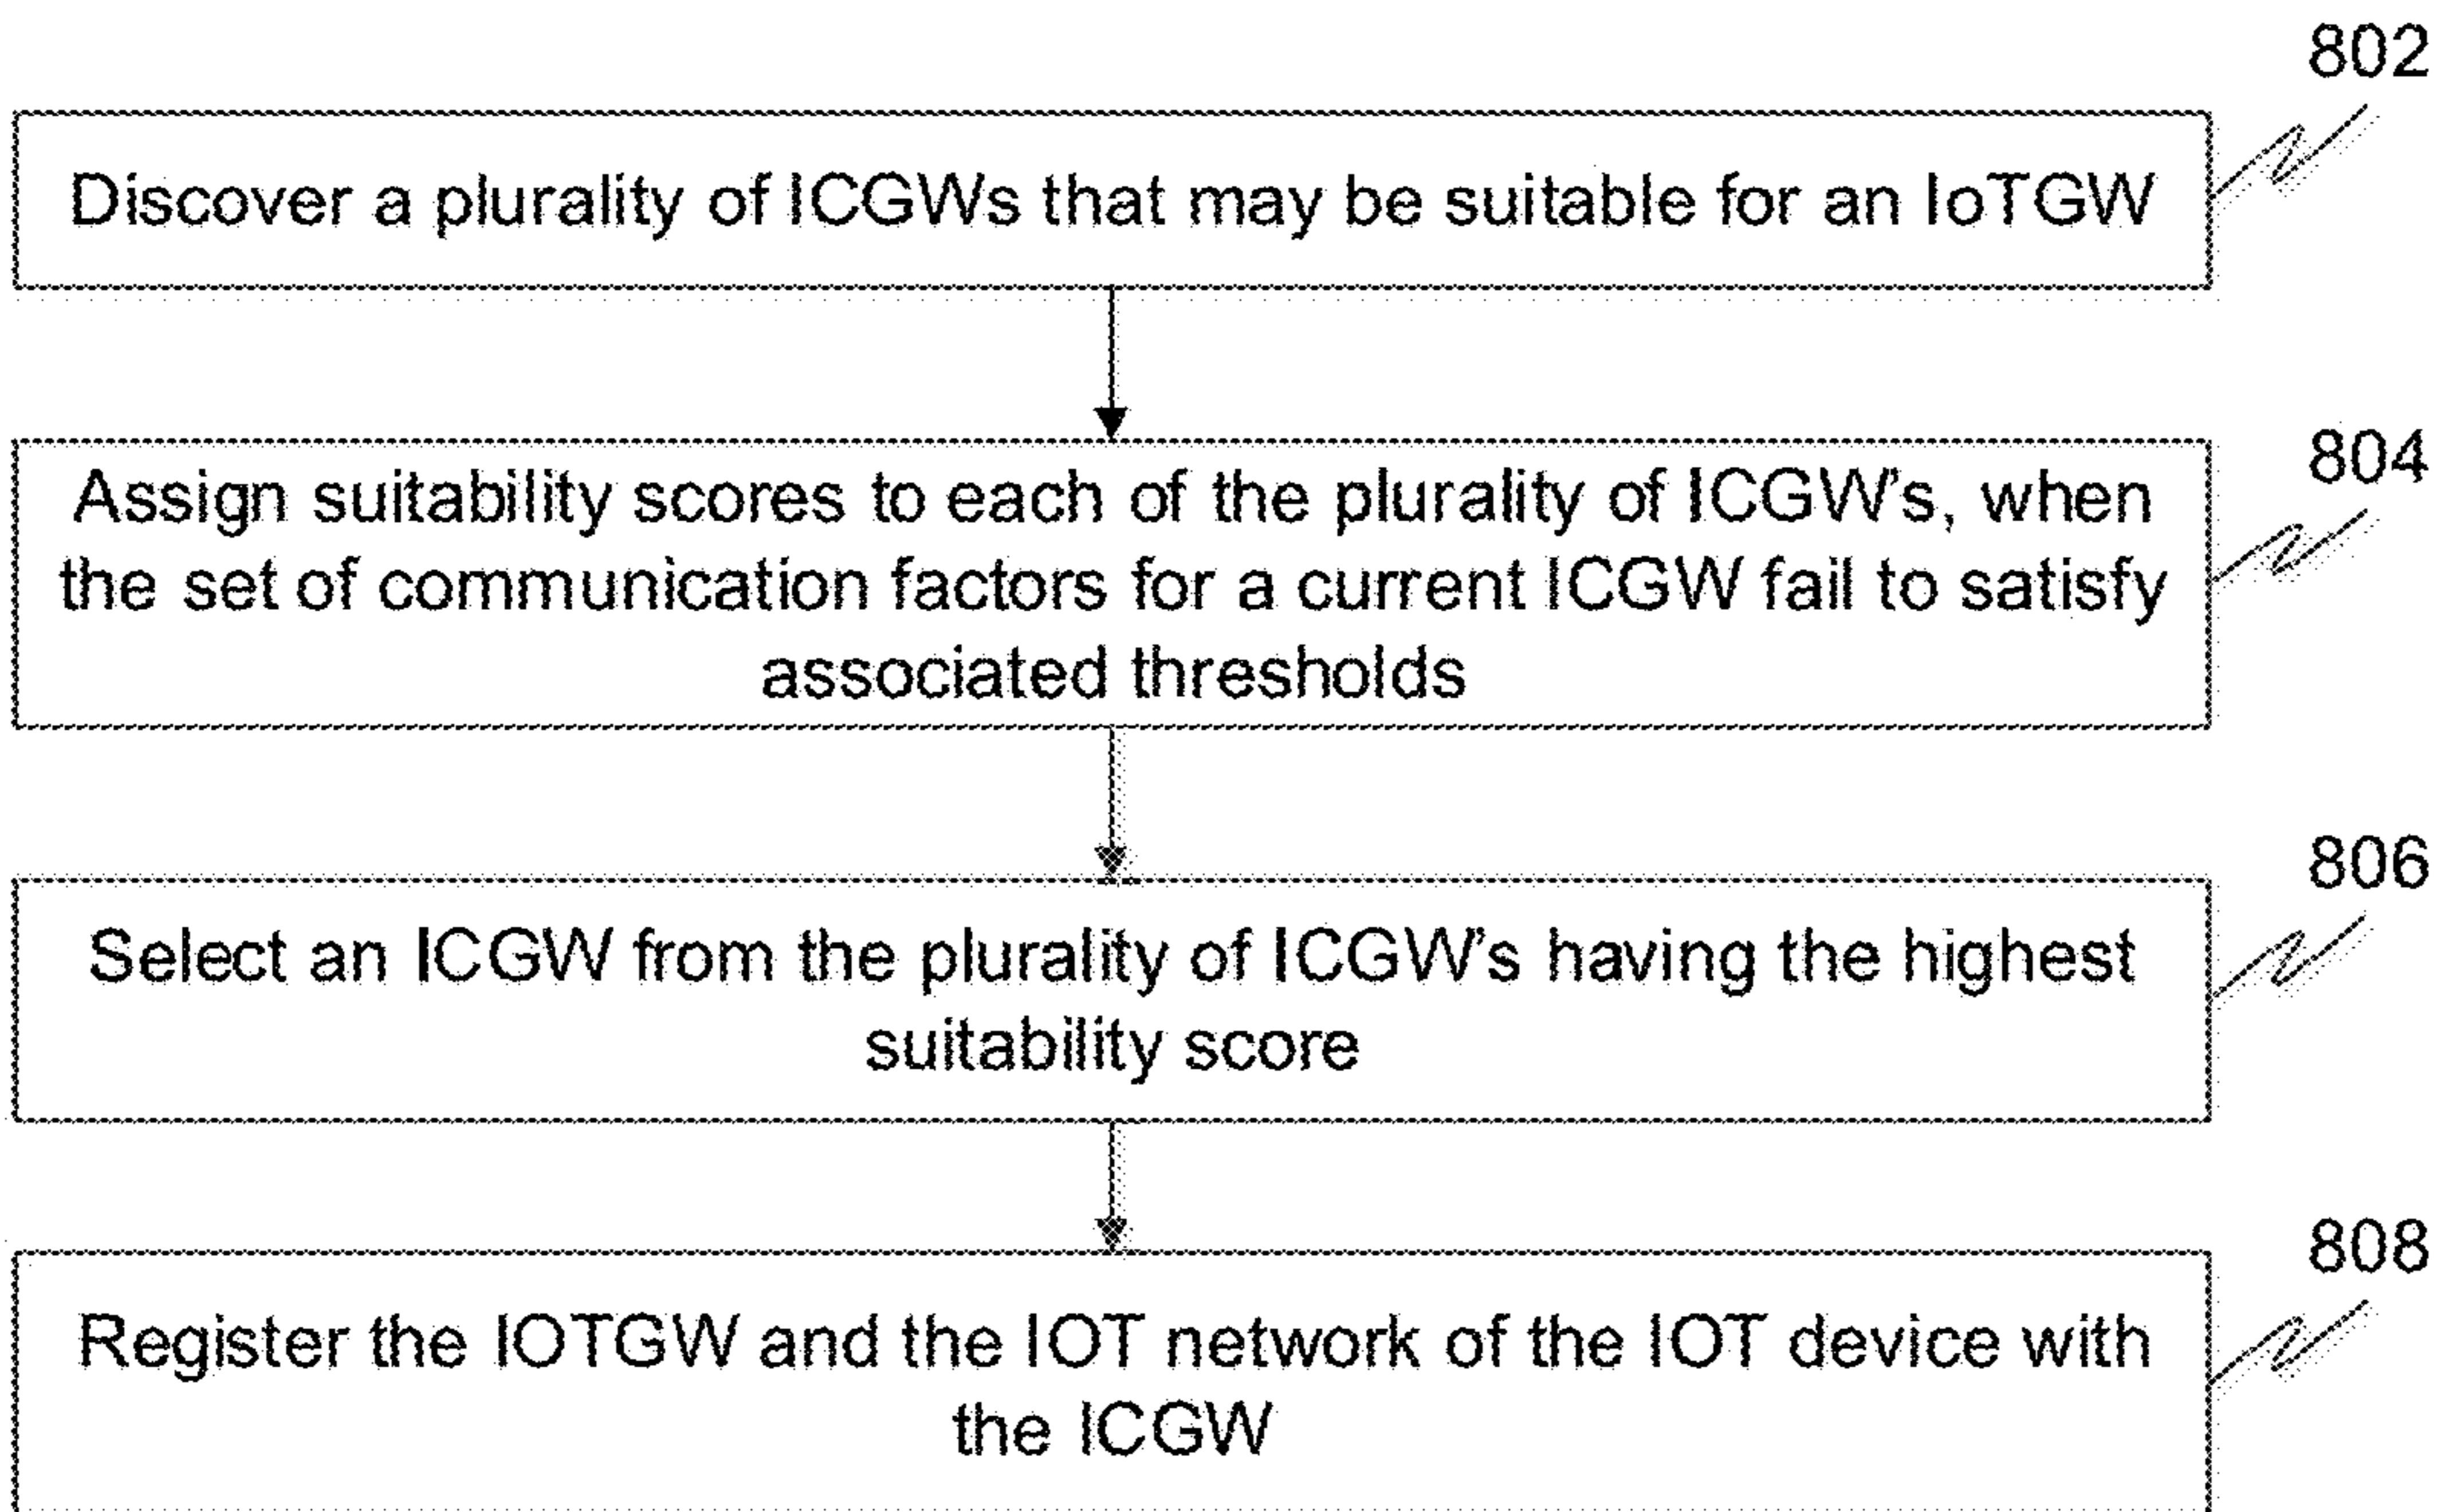 802
Discover a plurality of ICGWs that may be suitable for an IoTGW
804
Assign suitability scores to each of the plurality of ICGW's, when
the set of communication factors for a current ICGW fail to satisfy
associated thresholds
806
Select an ICGW from the plurality of ICGW's having the highest
suitability score
808
Register the IOTGW and the IOT network of the IOT device with
the ICGW